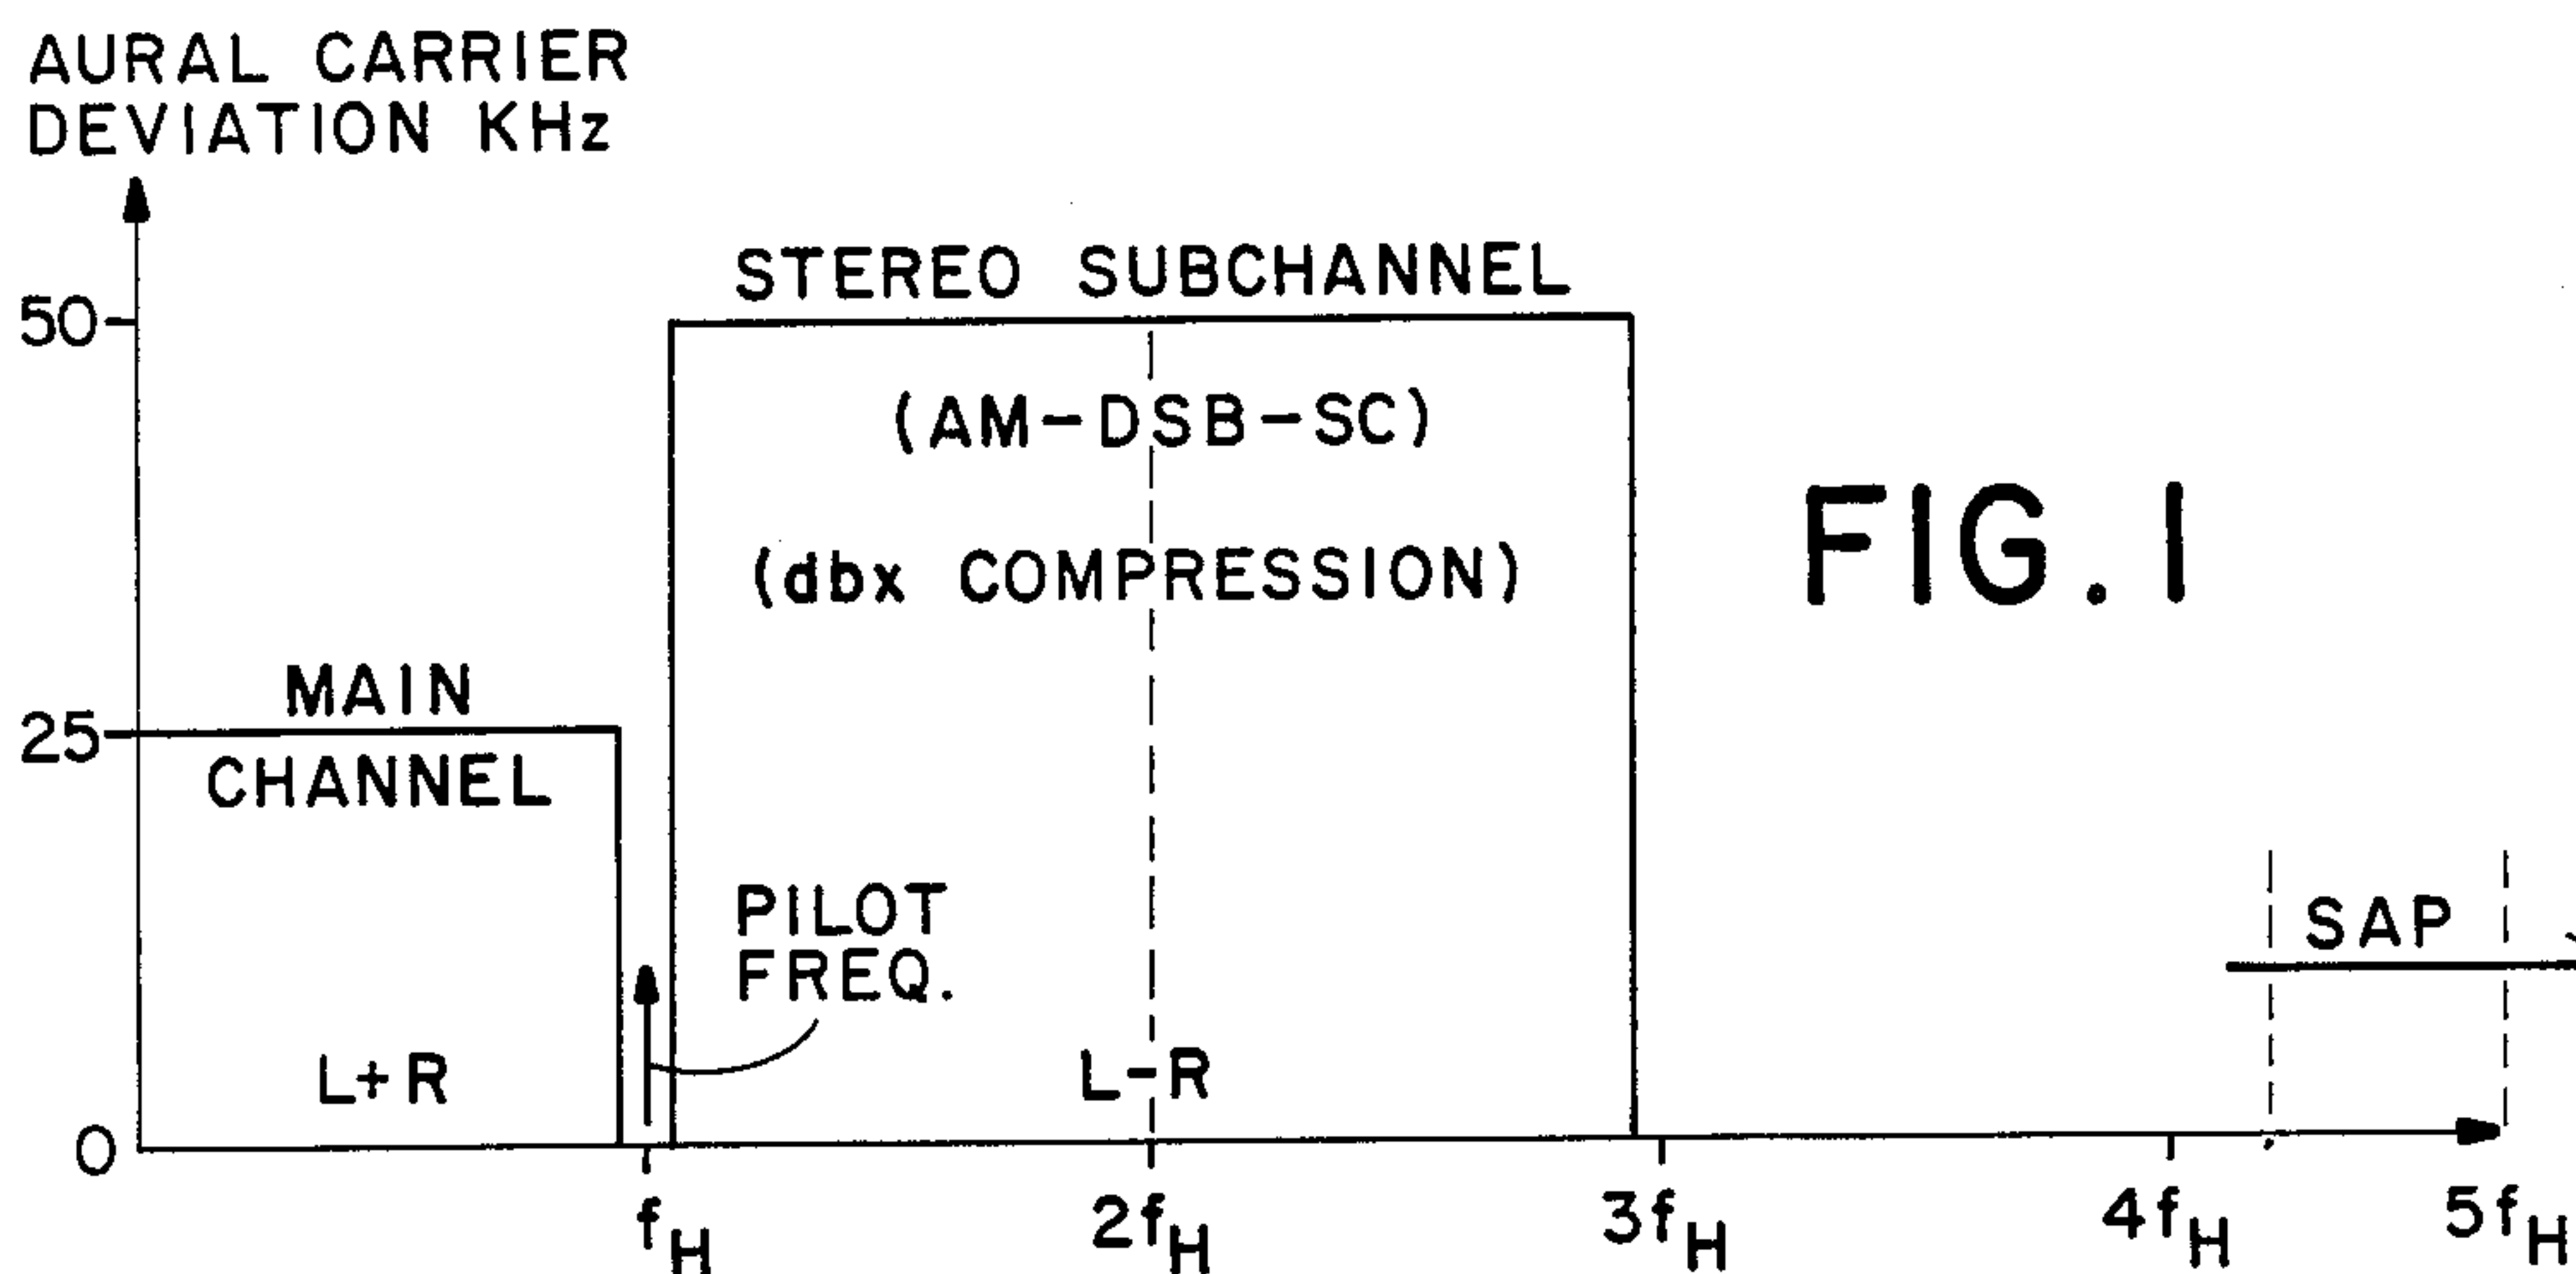 AURAL CARRIER
DEVIATION KHz
STEREO SUBCHANNEL
50
(AM-DSB-SC)
(dbx COMPRESSION)
FIG. 1
MAIN
25
CHANNEL
PILOT
FREQ.
SAP
L+R
L-R
0
fH
2fH
3fH
4fH
5fH